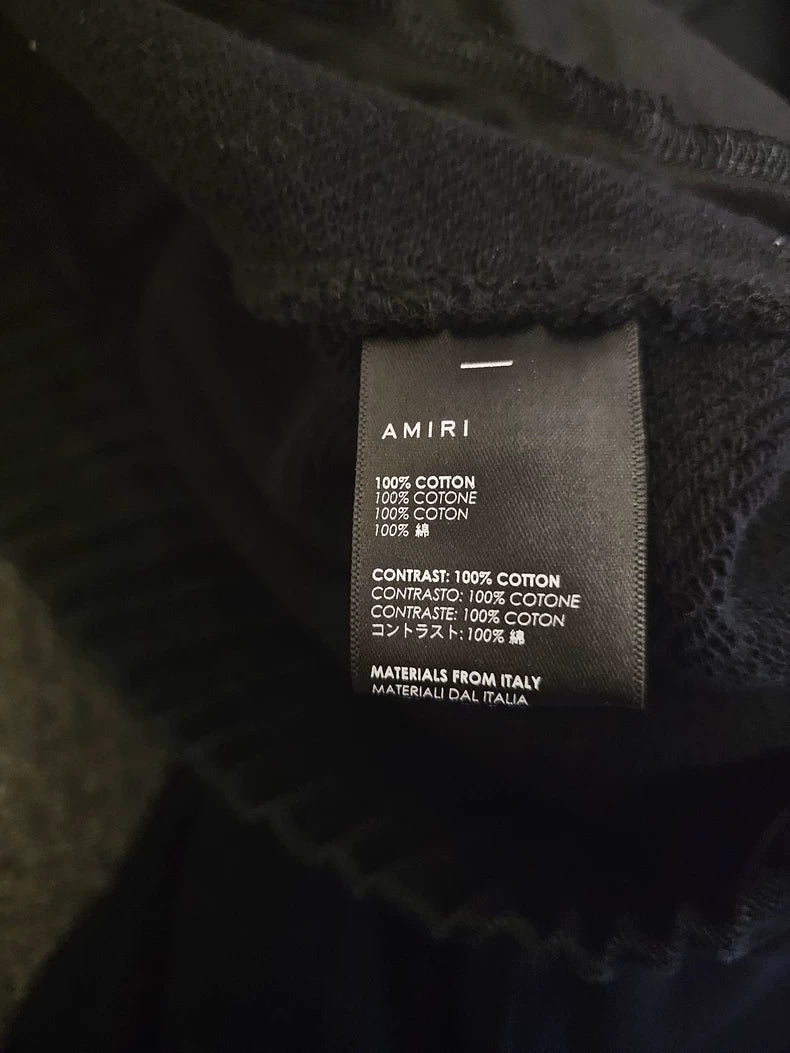 AMIRI
100% COTTON
100% COTONE
100% COTON
100% 綿
CONTRAST: 100% COTTON
CONTRASTO: 100% COTONE
CONTRASTE: 100% COTON
コントラスト: 100% 綿
MATERIALS FROM ITALY
MATERIALI DAL ITALIA